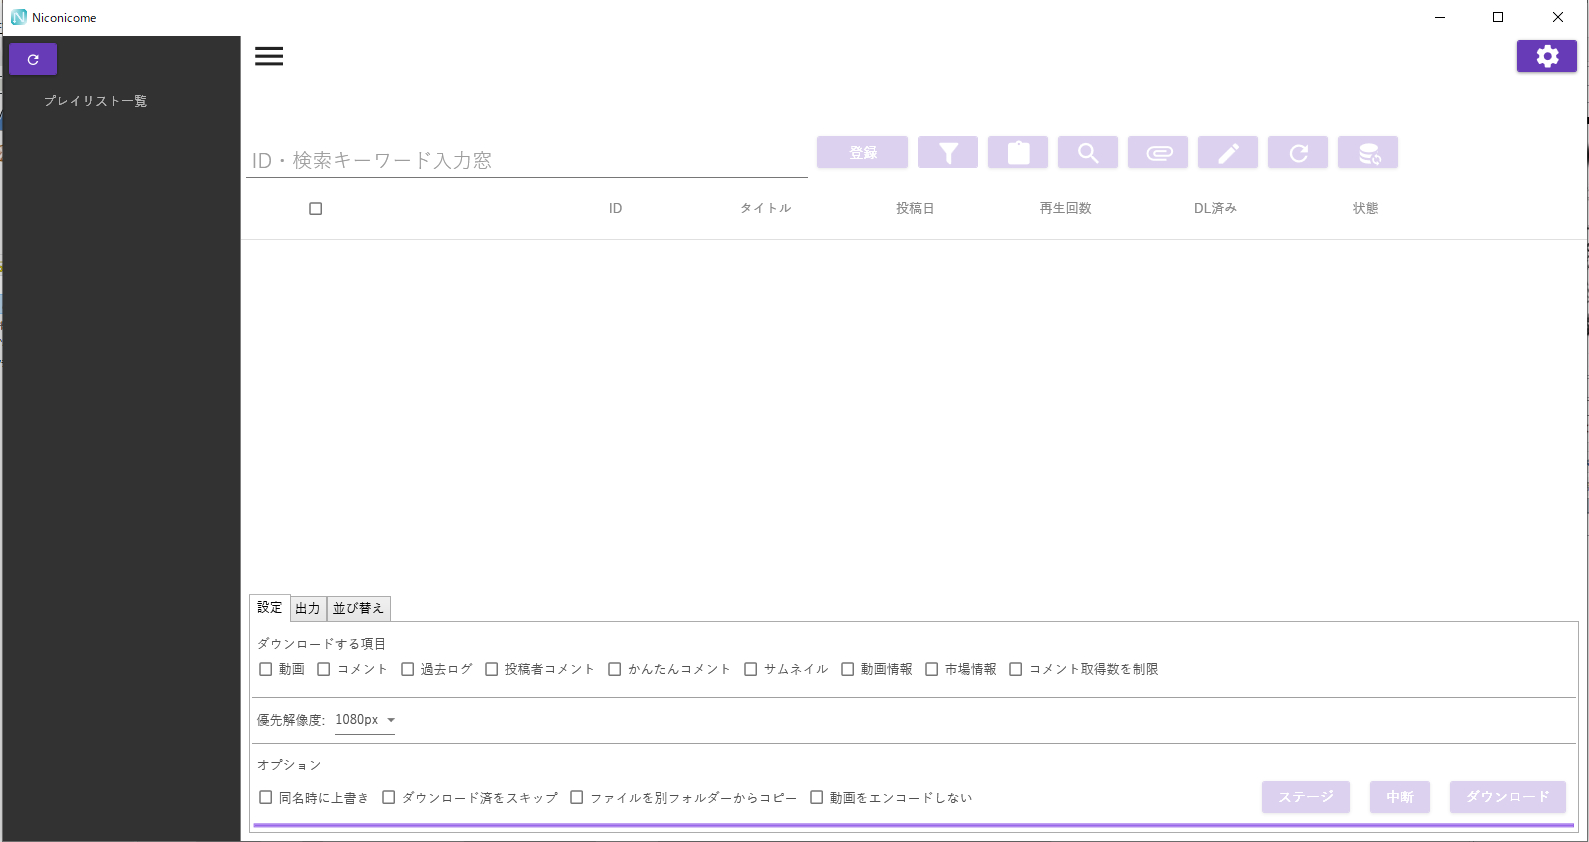 Niconicome
プレイリスト一覧
ID・検索キーワード入力窓
登録
ID タイトル 投稿日 再生回数 DL済み 状態
設定 出力 並び替え
ダウンロードする項目
動画 コメント 過去ログ 投稿者コメント かんたんコメント サムネイル 動画情報 市場情報 コメント取得数を制限
優先解像度: 1080px
オプション
同名時に上書き ダウンロード済をスキップ ファイルを別フォルダーからコピー 動画をエンコードしない
ステージ 中断 ダウンロード